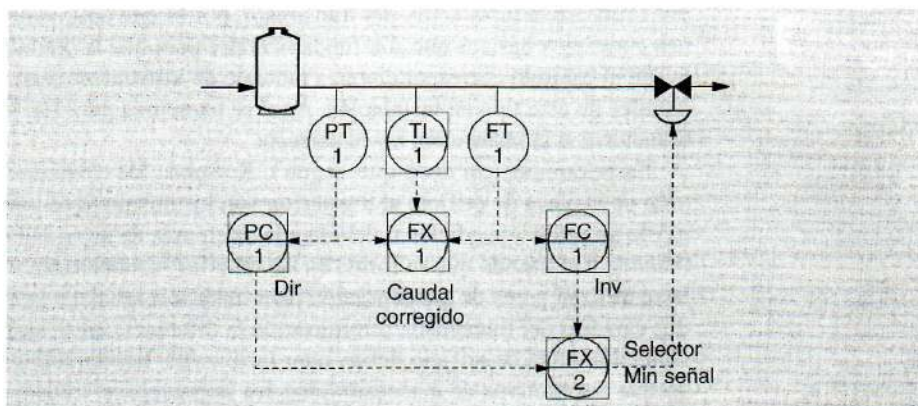 PT
1
TI
1
FT
1
PC
1
Dir
FX
1
Caudal
corregido
FC
1
Inv
FX
2
Selector
Min señal